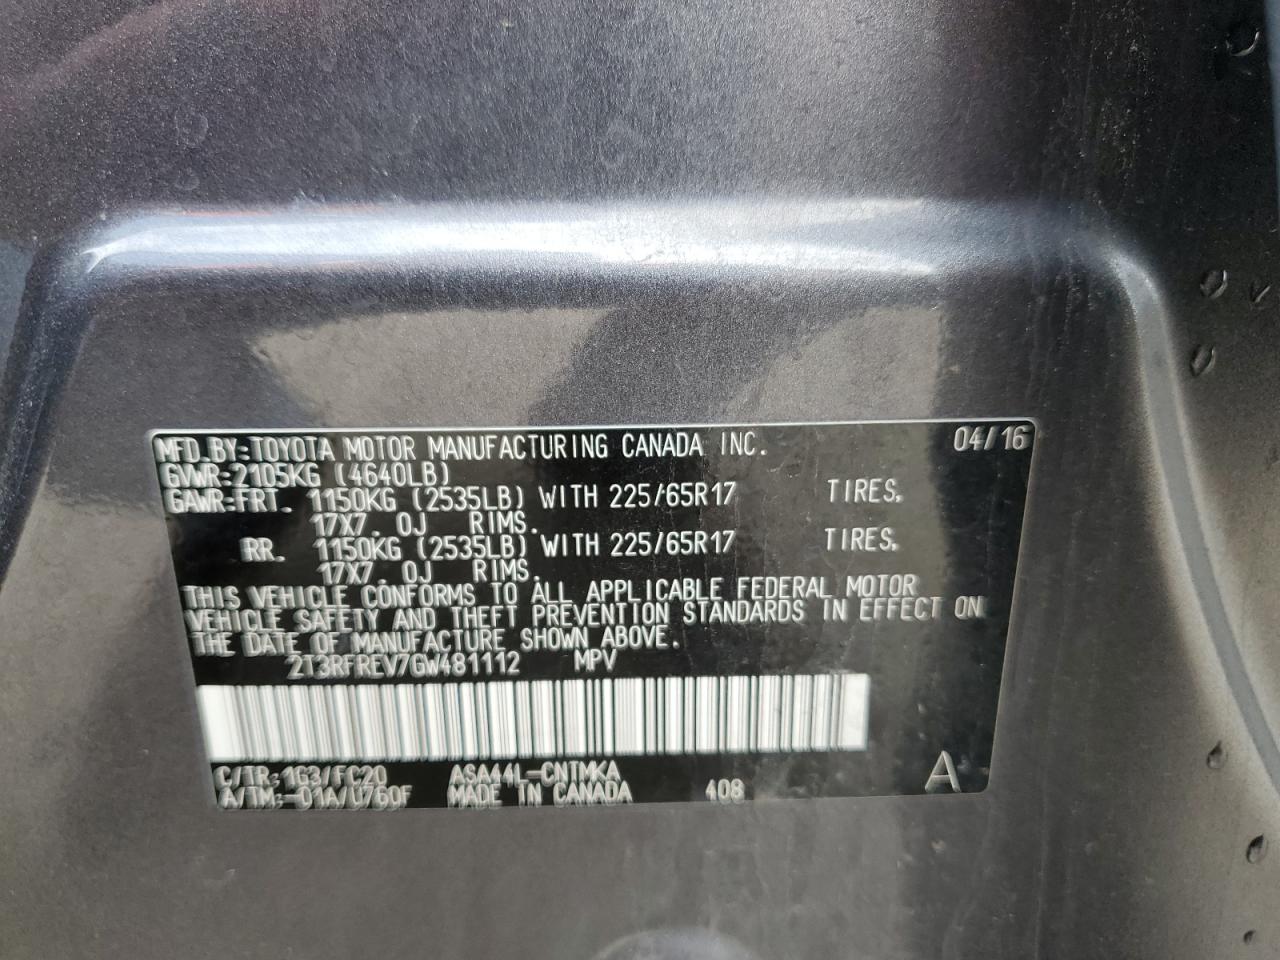 MFD.BY:TOYOTA MOTOR MANUFACTURING CANADA INC. 04/16
GVWR:2105KG (4640LB)
GAWR:FRT. 1150KG (2535LB) WITH 225/65R17 TIRES,
17X7. 0J RIMS.
RR. 1150KG (2535LB) WITH 225/65R17 TIRES,
17X7. 0J RIMS.
THIS VEHICLE CONFORMS TO ALL APPLICABLE FEDERAL MOTOR
VEHICLE SAFETY AND THEFT PREVENTION STANDARDS IN EFFECT ON
THE DATE OF MANUFACTURE SHOWN ABOVE.
2T3RFREV7GW481112 MPV
C/TR:1G3/FC20 ASA44L-CNTMKA
A/TM:-01A/U760F MADE IN CANADA 408 A